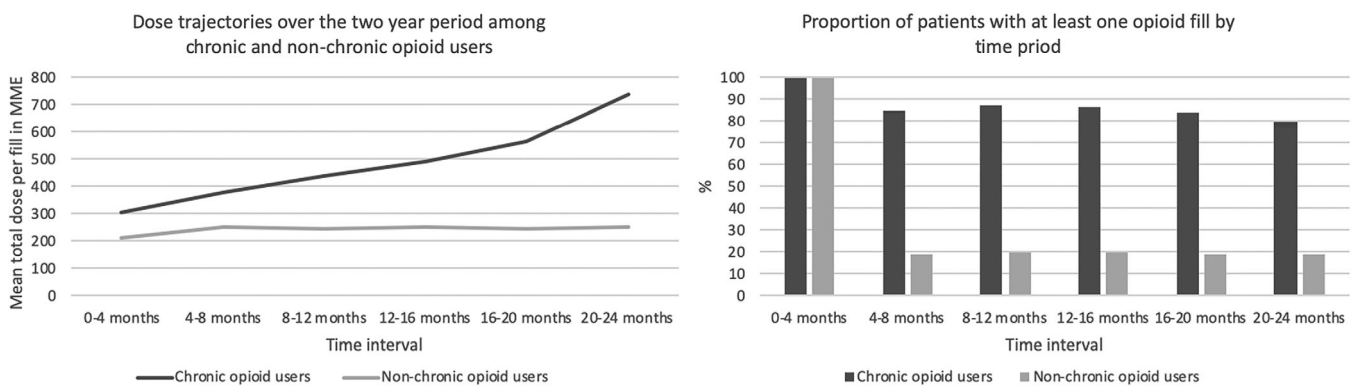 Dose trajectories over the two year period among
chronic and non-chronic opioid users
Mean total dose per fill in MME
800
700
600
500
400
300
200
100
0
0-4 months 4-8 months 8-12 months 12-16 months 16-20 months 20-24 months
Time interval
Chronic opioid users Non-chronic opioid users
Proportion of patients with at least one opioid fill by
time priod
%
100
90
80
70
60
50
40
30
20
10
0
0-4 months 4-8 months 8-12 months 12-16 months 16-20 months 20-24 months
Time interval
Chronic opioid users Non-chronic opioid users